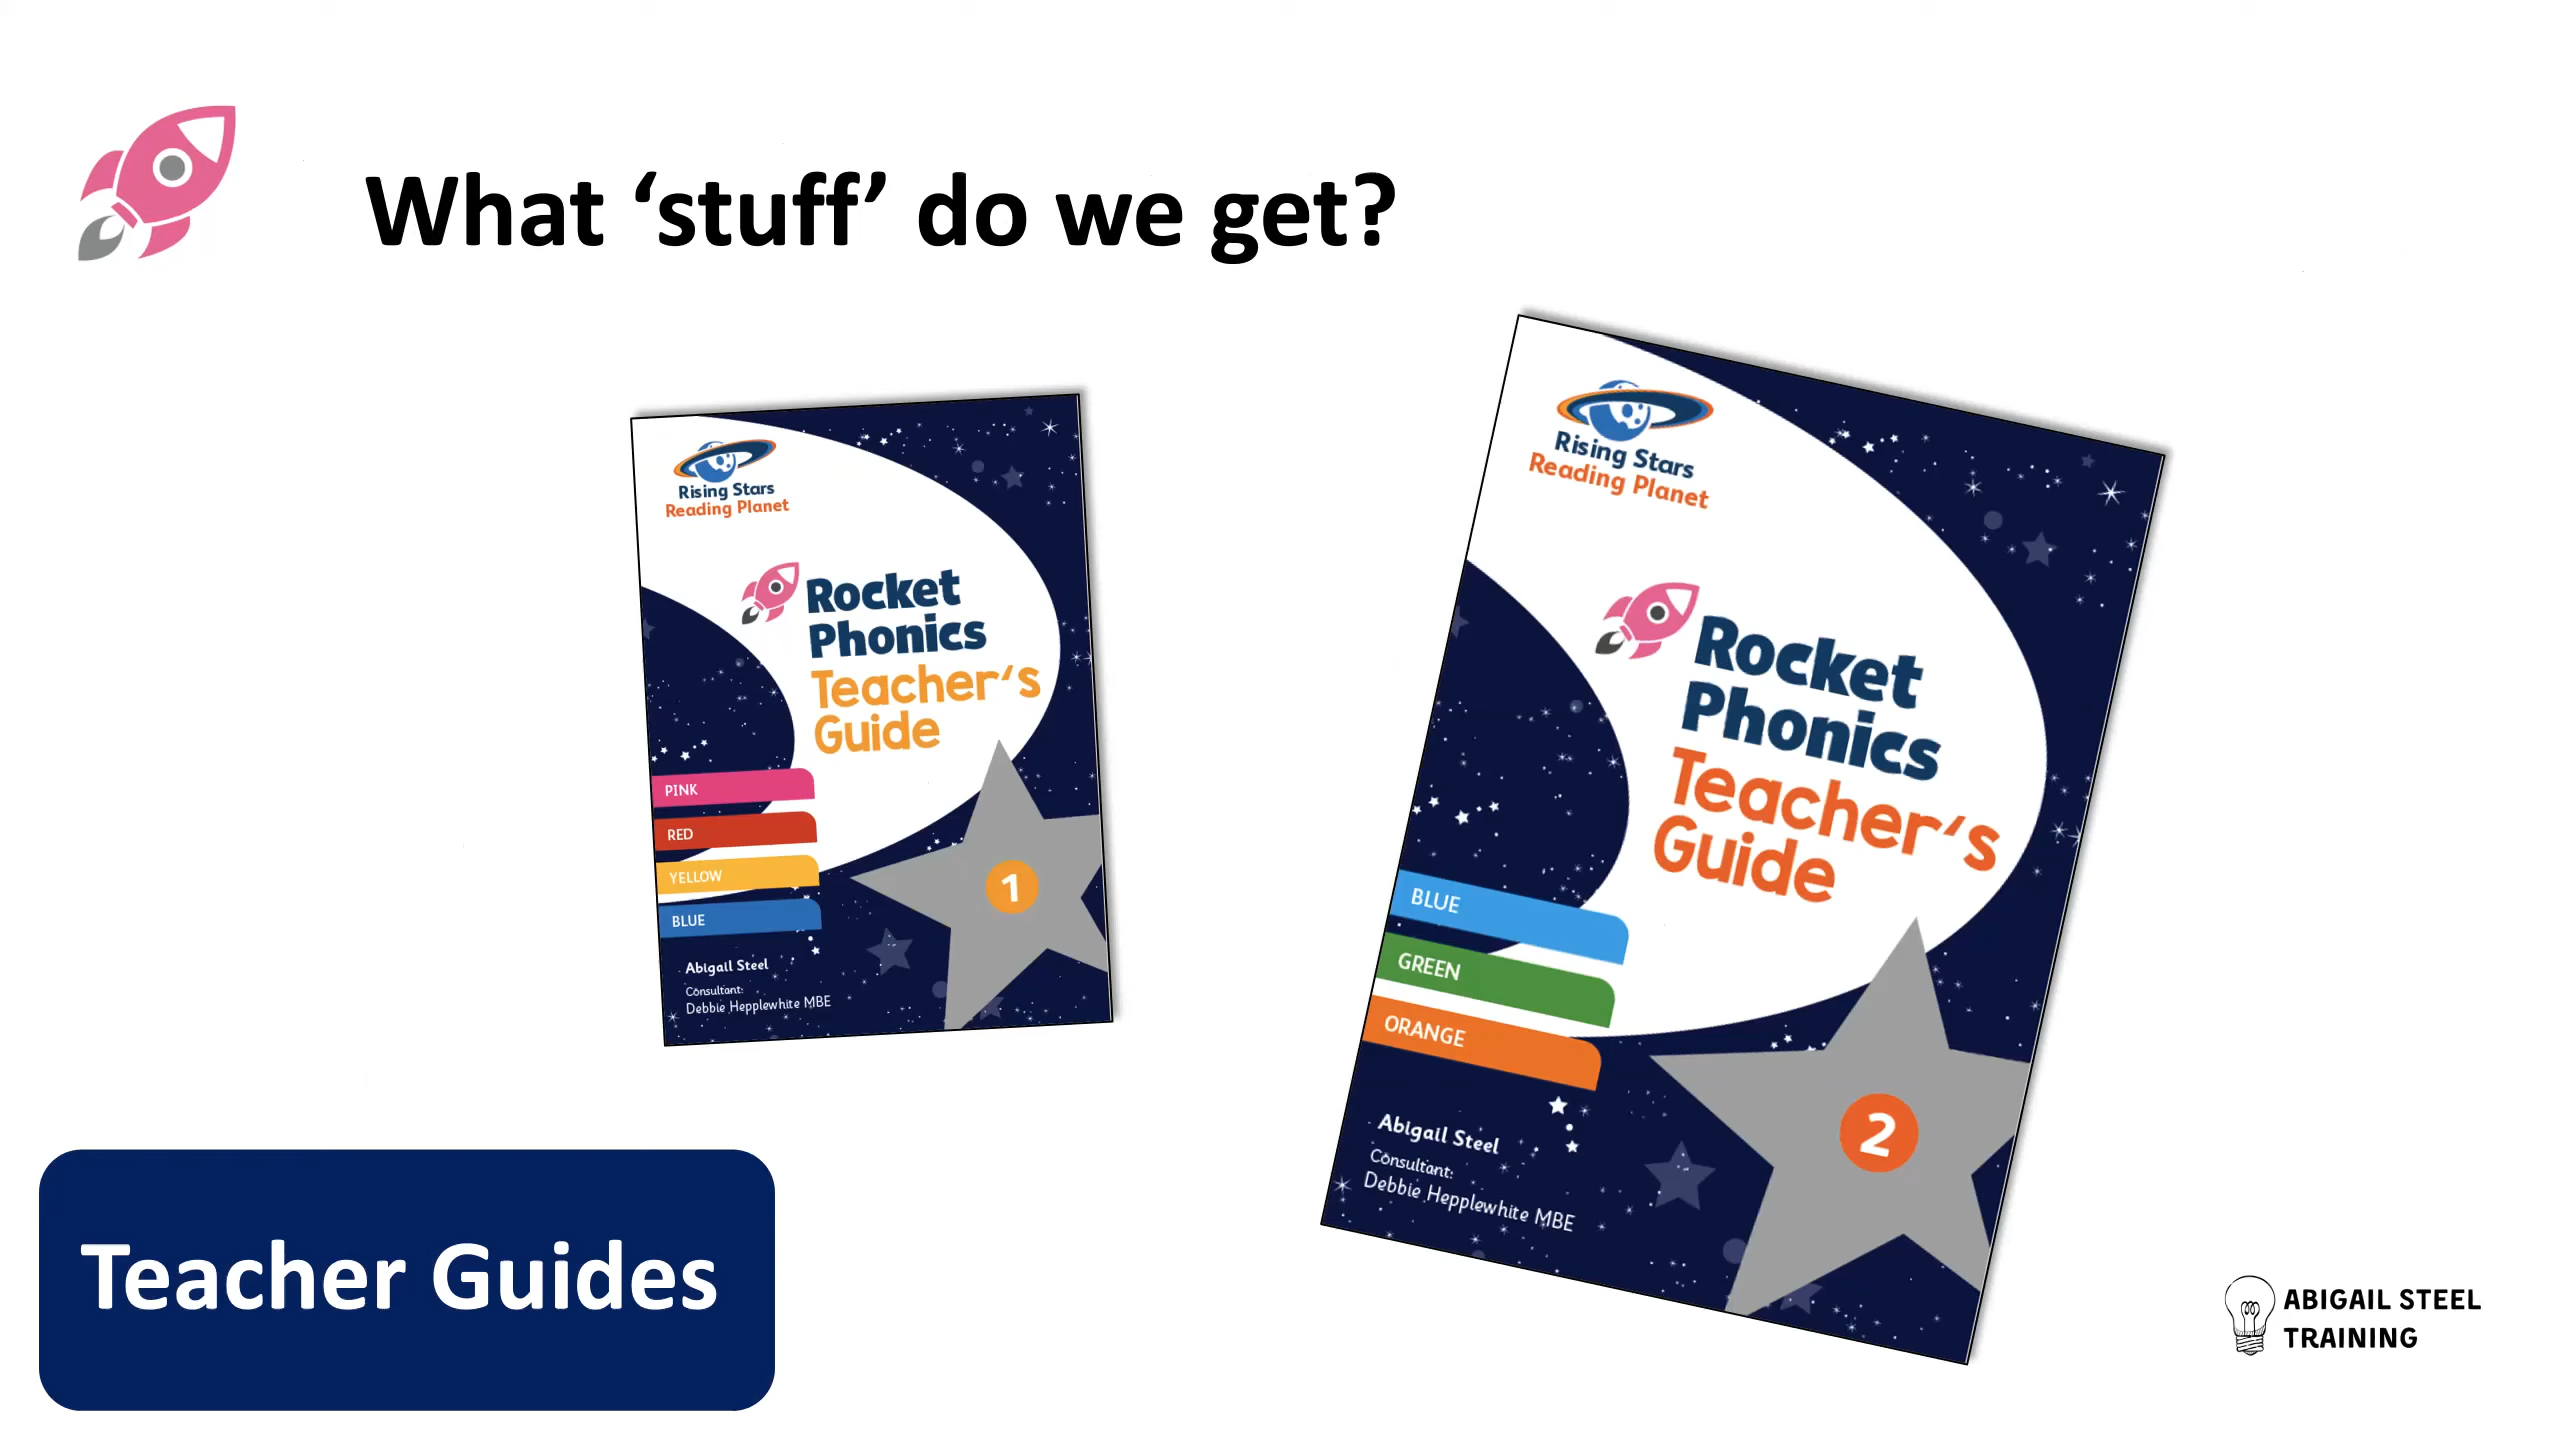 What ‘stuff’ do we get?
Rising Stars
Reading Planet
Rocket
Phonics
Teacher's
Guide
PINK
RED
YELLOW
BLUE
1
Abigail Steel
Consultant:
Debbie Hepplewhite MBE
Rising Stars
Reading Planet
Rocket
Phonics
Teacher's
Guide
BLUE
GREEN
ORANGE
2
Abigail Steel
Consultant:
Debbie Hepplewhite MBE
Teacher Guides
ABIGAIL STEEL
TRAINING